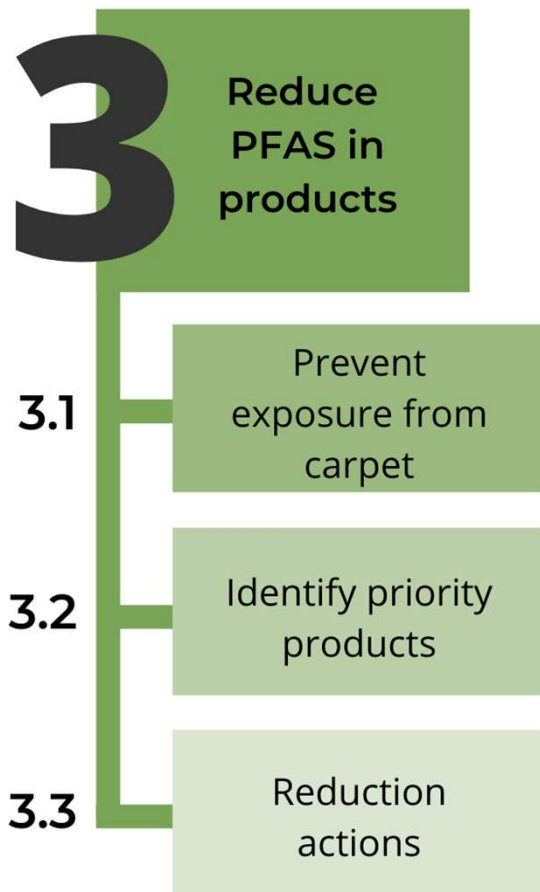 3
Reduce
PFAS in
products
3.1
Prevent
exposure from
carpet
3.2
Identify priority
products
3.3
Reduction
actions